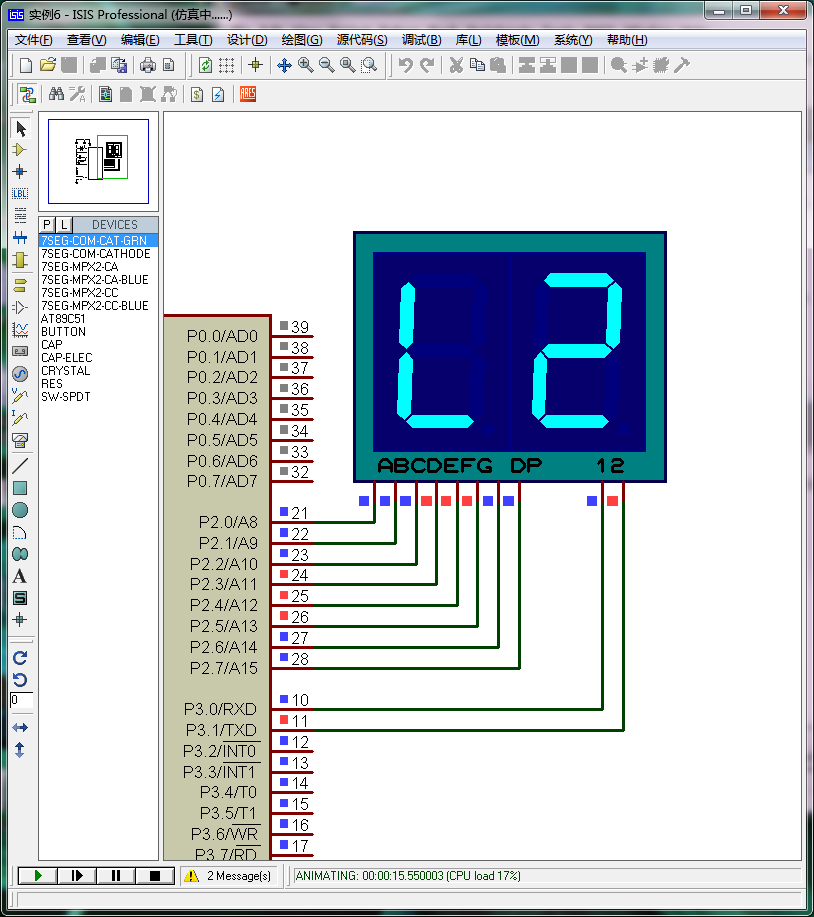 实例6 - ISIS Professional (仿真中......)
文件(F) 查看(V) 编辑(E) 工具(T) 设计(D) 绘图(G) 源代码(S) 调试(B) 库(L) 模板(M) 系统(Y) 帮助(H)
$ ARES
LBL
A
S
0
P L DEVICES
7SEG-COM-CAT-GRN
7SEG-COM-CATHODE
7SEG-MPX2-CA
7SEG-MPX2-CA-BLUE
7SEG-MPX2-CC
7SEG-MPX2-CC-BLUE
AT89C51
BUTTON
CAP
CAP-ELEC
CRYSTAL
RES
SW-SPDT
L2
ABCDEFG DP 12
P0.0/AD0 39
P0.1/AD1 38
P0.2/AD2 37
P0.3/AD3 36
P0.4/AD4 35
P0.5/AD5 34
P0.6/AD6 33
P0.7/AD7 32
P2.0/A8 21
P2.1/A9 22
P2.2/A10 23
P2.3/A11 24
P2.4/A12 25
P2.5/A13 26
P2.6/A14 27
P2.7/A15 28
P3.0/RXD 10
P3.1/TXD 11
P3.2/INT0 12
P3.3/INT1 13
P3.4/T0 14
P3.5/T1 15
P3.6/WR 16
P3.7/RD 17
2 Message(s) ANIMATING: 00:00:15.550003 (CPU load 17%)